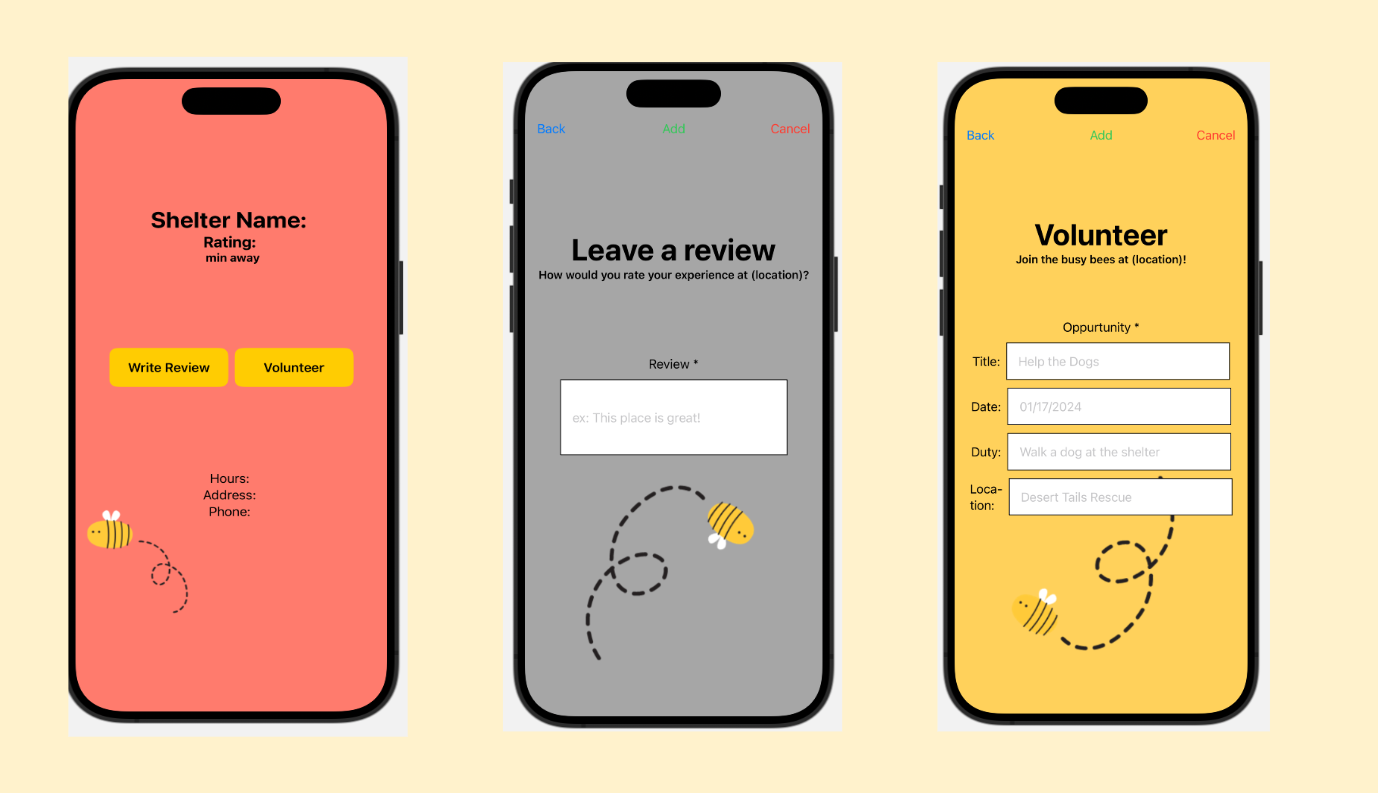 Shelter Name:
Rating:
min away
Write Review
Volunteer
Hours:
Address:
Phone:
Back
Add
Cancel
Leave a review
How would you rate your experience at (location)?
Review *
ex: This place is great!
Back
Add
Cancel
Volunteer
Join the busy bees at (location)!
Oppurtunity *
Title:
Help the Dogs
Date:
01/17/2024
Duty:
Walk a dog at the shelter
Loca-
tion:
Desert Tails Rescue